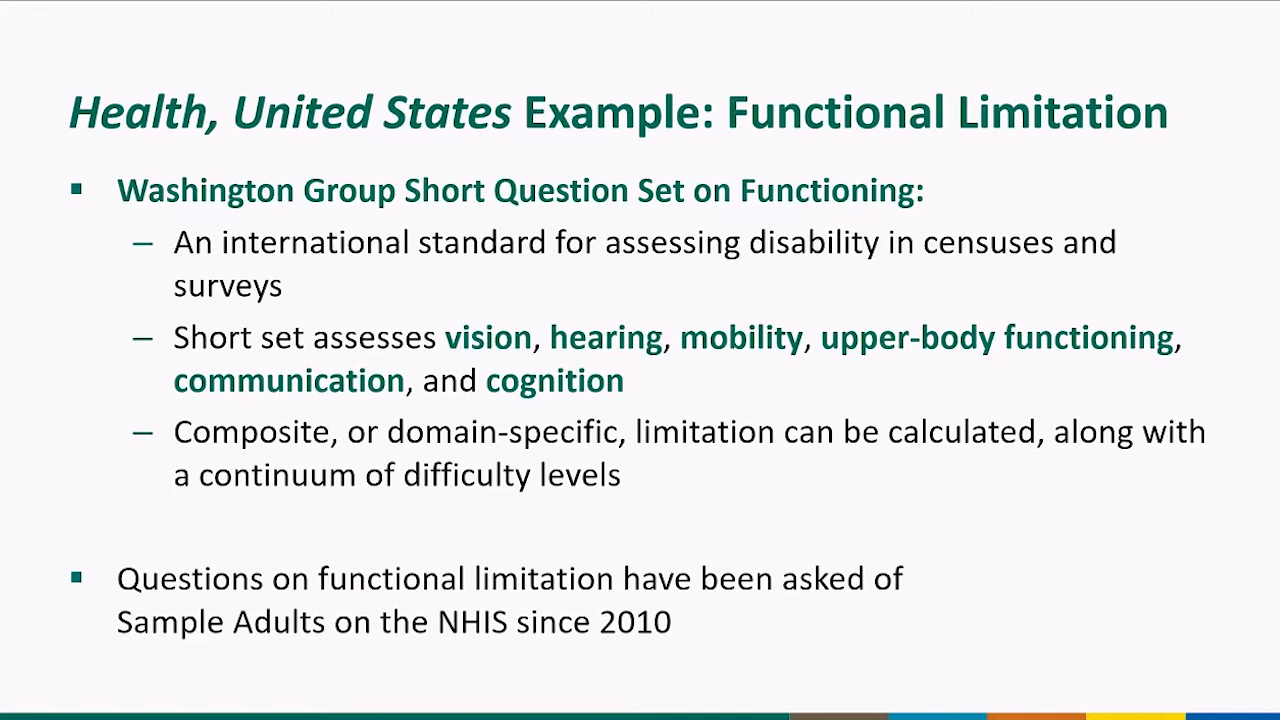 Health, United States Example: Functional Limitation
▪ Washington Group Short Question Set on Functioning:
– An international standard for assessing disability in censuses and
surveys
– Short set assesses vision, hearing, mobility, upper-body functioning,
communication, and cognition
– Composite, or domain-specific, limitation can be calculated, along with
a continuum of difficulty levels
▪ Questions on functional limitation have been asked of
Sample Adults on the NHIS since 2010